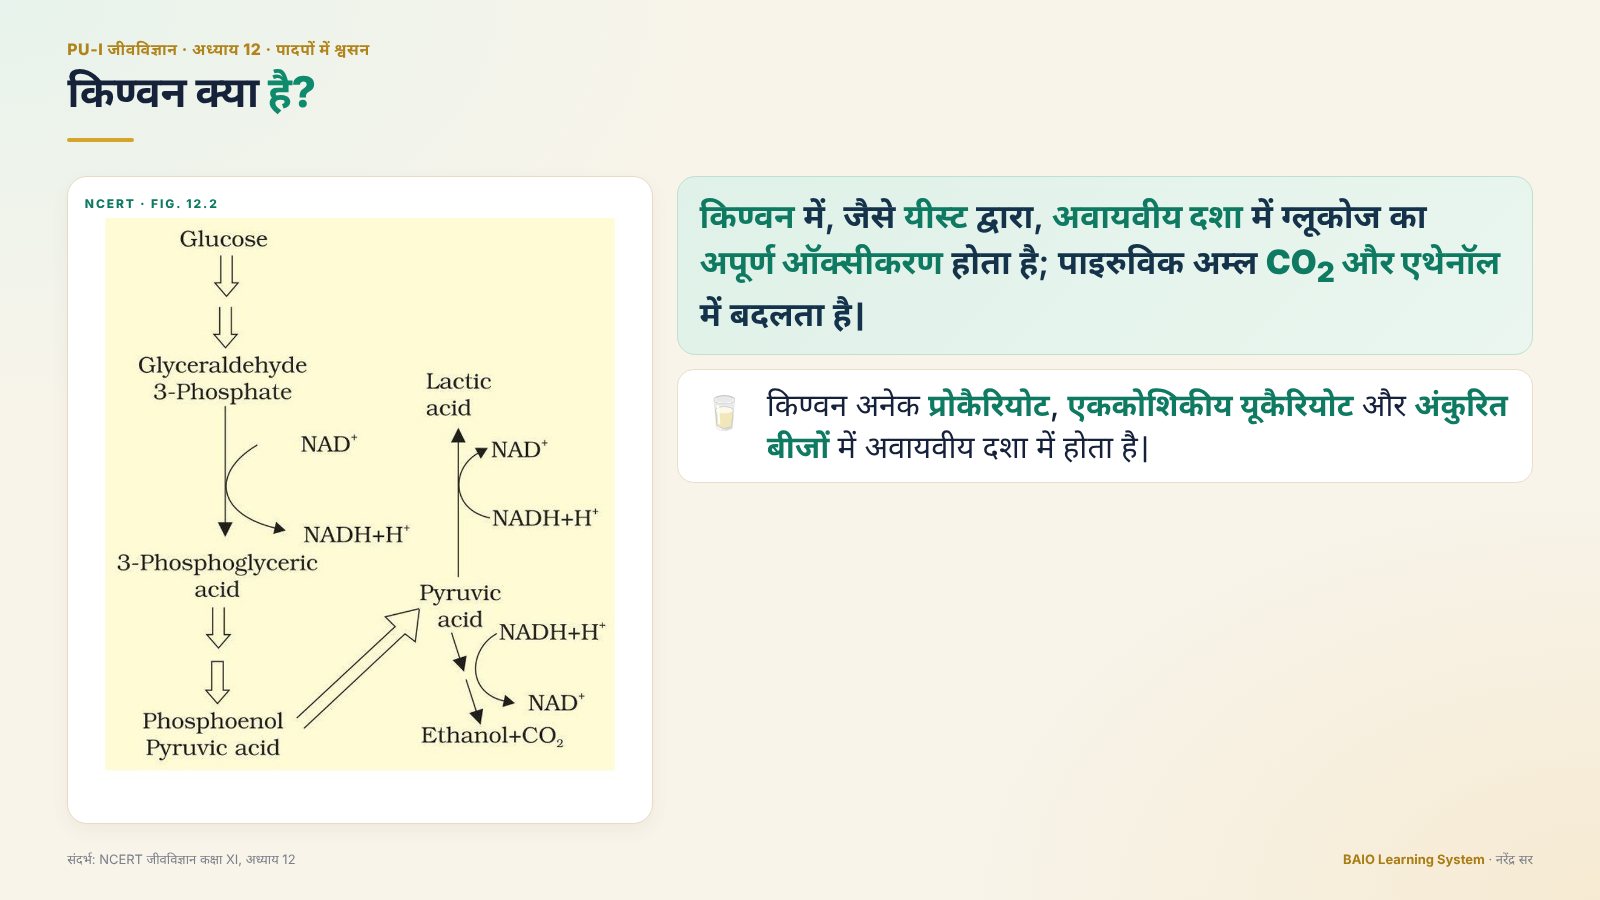 PU-I जीवविज्ञान · अध्याय 12 · पादपों में श्वसन
किण्वन क्या है?
NCERT · FIG. 12.2
Glucose
Glyceraldehyde
3-Phosphate
NAD+
NADH+H+
3-Phosphoglyceric
acid
Phosphoenol
Pyruvic acid
Lactic
acid
NAD+
NADH+H+
Pyruvic
acid
NADH+H+
NAD+
Ethanol+CO2
किण्वन में, जैसे यीस्ट द्वारा, अवायवीय दशा में ग्लूकोज का
अपूर्ण ऑक्सीकरण होता है; पाइरुविक अम्ल CO2 और एथेनॉल
में बदलता है|
किण्वन अनेक प्रोकैरियोट, एककोशिकीय यूकैरियोट और अंकुरित
बीजों में अवायवीय दशा में होता है|
संदर्भ: NCERT जीवविज्ञान कक्षा XI, अध्याय 12
BAIO Learning System · नरेंद्र सर